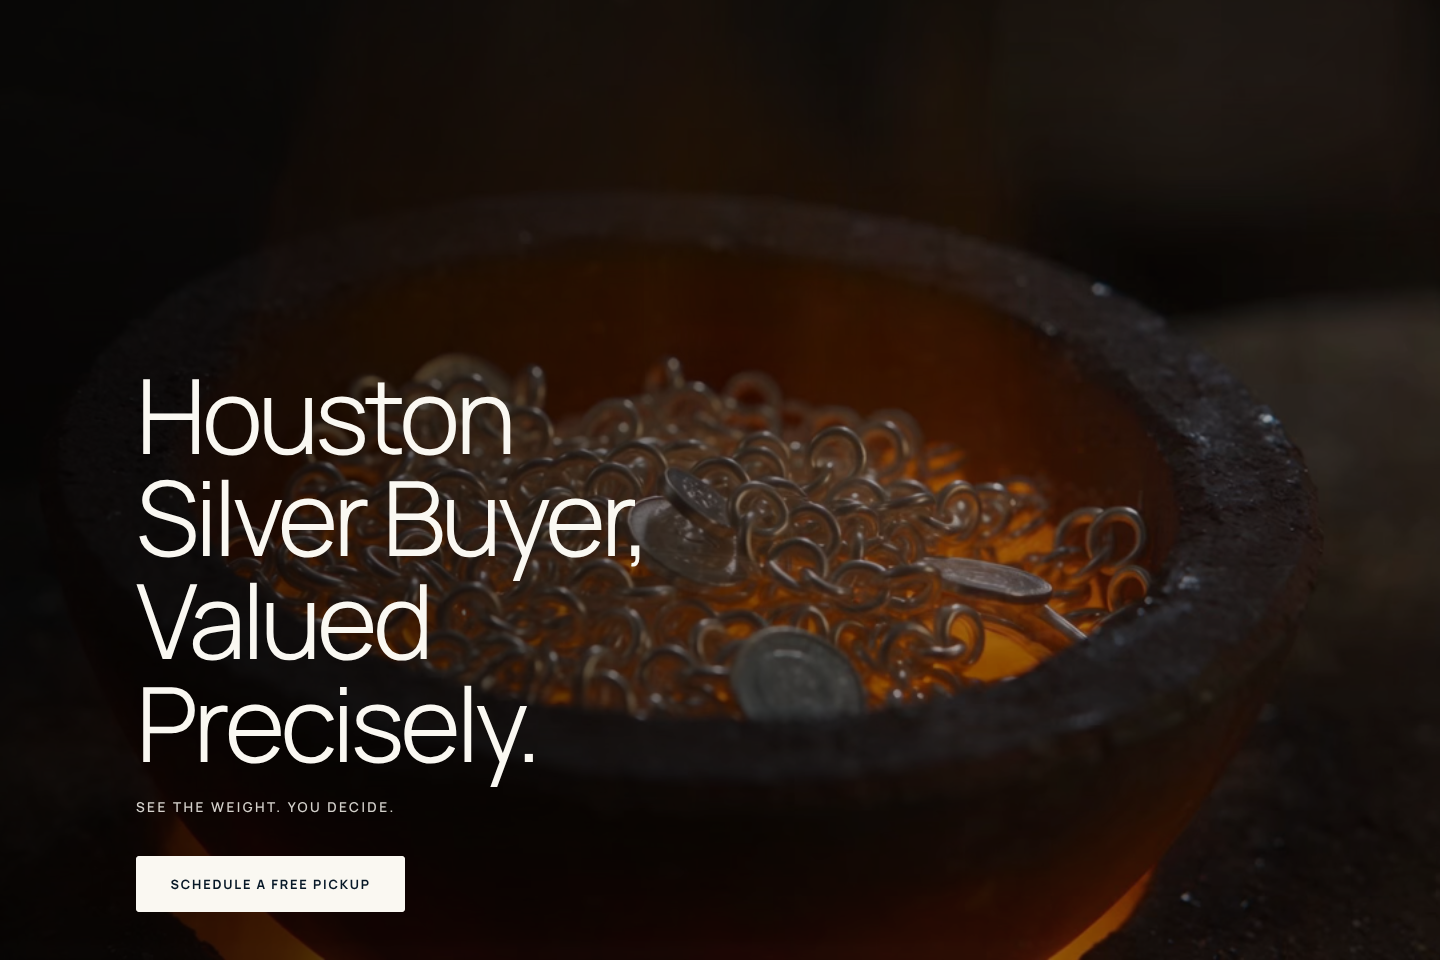 Houston
Silver Buyer,
Valued
Precisely.
SEE THE WEIGHT. YOU DECIDE.
SCHEDULE A FREE PICKUP